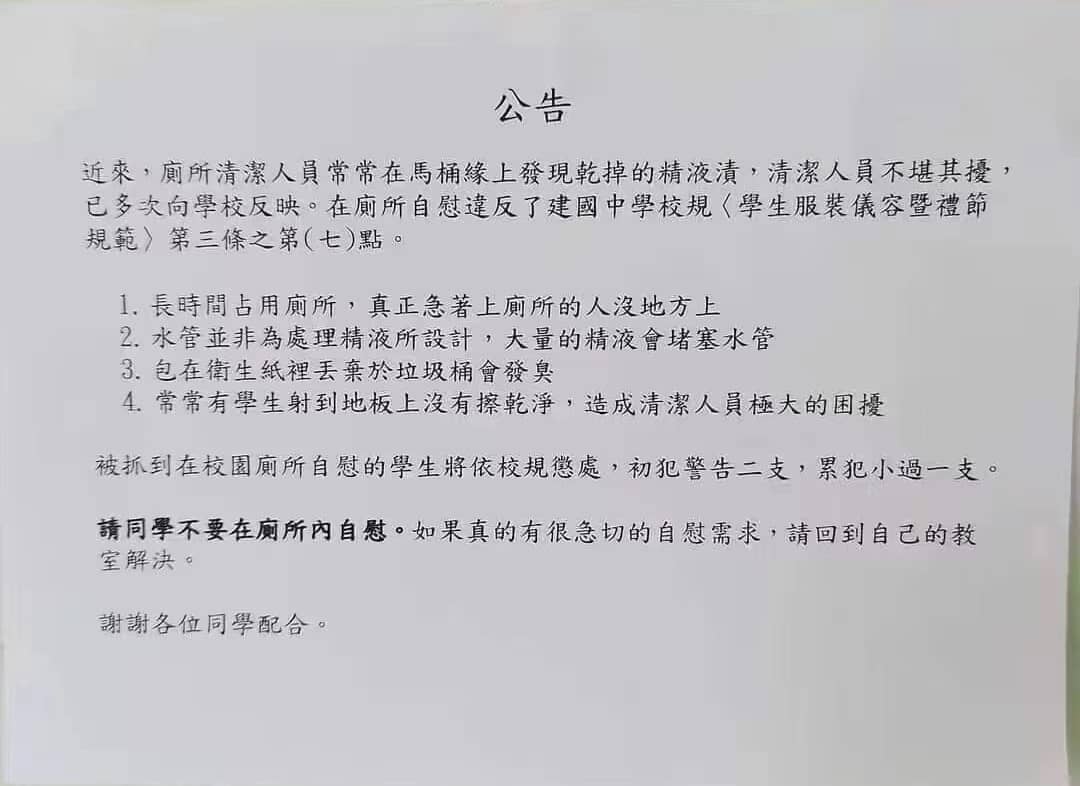 公告
近來，廁所清潔人員常常在馬桶緣上發現乾掉的精液漬，清潔人員不堪其擾，
已多次向學校反映。在廁所自慰違反了建國中學校規〈學生服裝儀容暨禮節
規範〉第三條之第(七)點。
1. 長時間占用廁所，真正急著上廁所的人沒地方上
2. 水管並非為處理精液所設計，大量的精液會堵塞水管
3. 包在衛生紙裡丟棄於垃圾桶會發臭
4. 常常有學生射到地板上沒有擦乾淨，造成清潔人員極大的困擾
被抓到在校園廁所自慰的學生將依校規懲處，初犯警告二支，累犯小過一支。
請同學不要在廁所內自慰。如果真的有很急切的自慰需求，請回到自己的教
室解決。
謝謝各位同學配合。